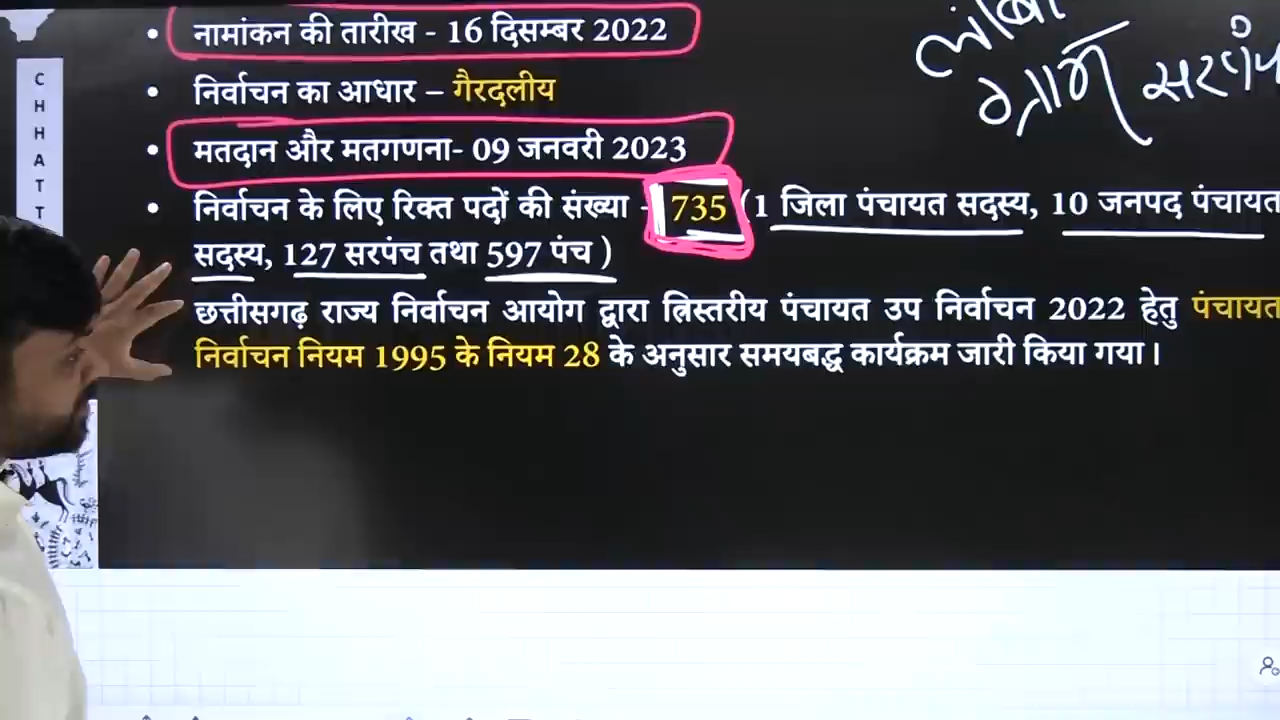 नामांकन की तारीख - 16 दिसम्बर 2022
निर्वाचन का आधार – गैरदलीय
मतदान और मतगणना- 09 जनवरी 2023
निर्वाचन के लिए रिक्त पदों की संख्या - 735 (1 जिला पंचायत सदस्य, 10 जनपद पंचायत
सदस्य, 127 सरपंच तथा 597 पंच )
छत्तीसगढ़ राज्य निर्वाचन आयोग द्वारा त्रिस्तरीय पंचायत उप निर्वाचन 2022 हेतु पंचायत
निर्वाचन नियम 1995 के नियम 28 के अनुसार समयबद्ध कार्यक्रम जारी किया गया।
ग्राम
CHHATT